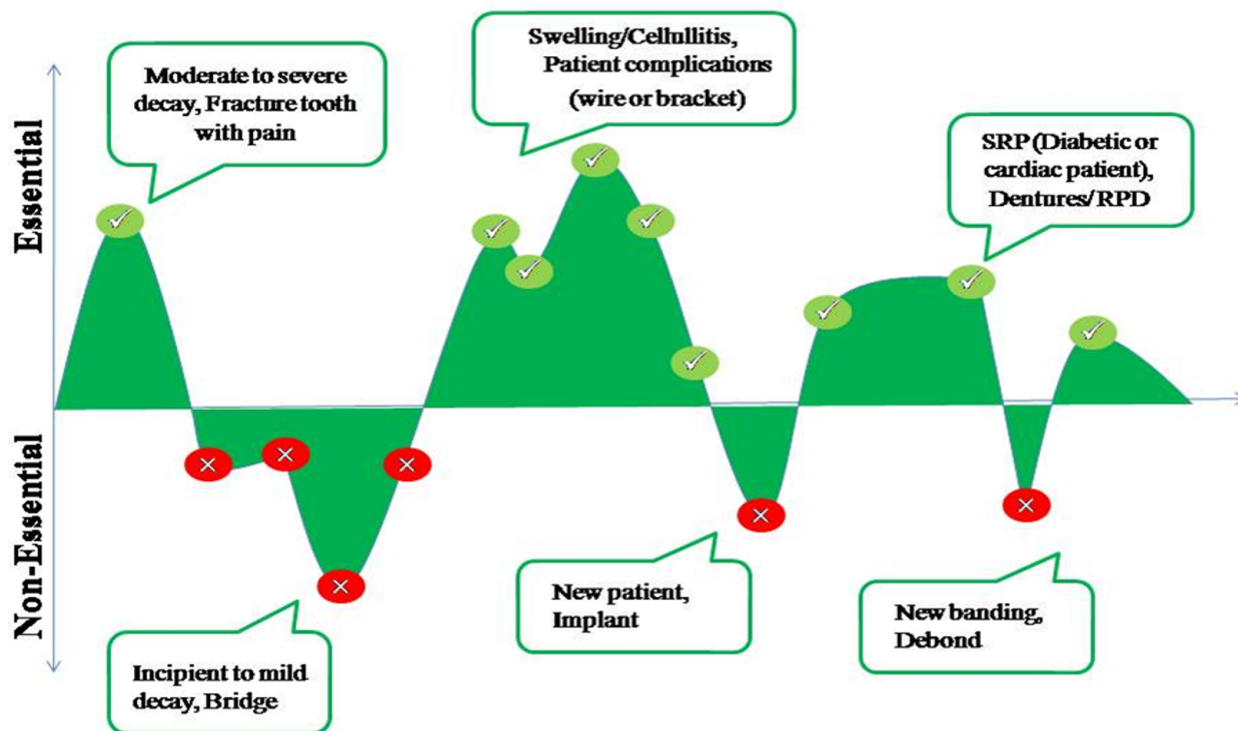 Essential
Non-Essential
Moderate to severe
decay, Fracture tooth
with pain
Swelling/Cellullitis,
Patient complications
(wire or bracket)
SRP (Diabetic or
cardiac patient),
Dentures/ RPD
Incipient to mild
decay, Bridge
New patient,
Implant
New banding,
Debond